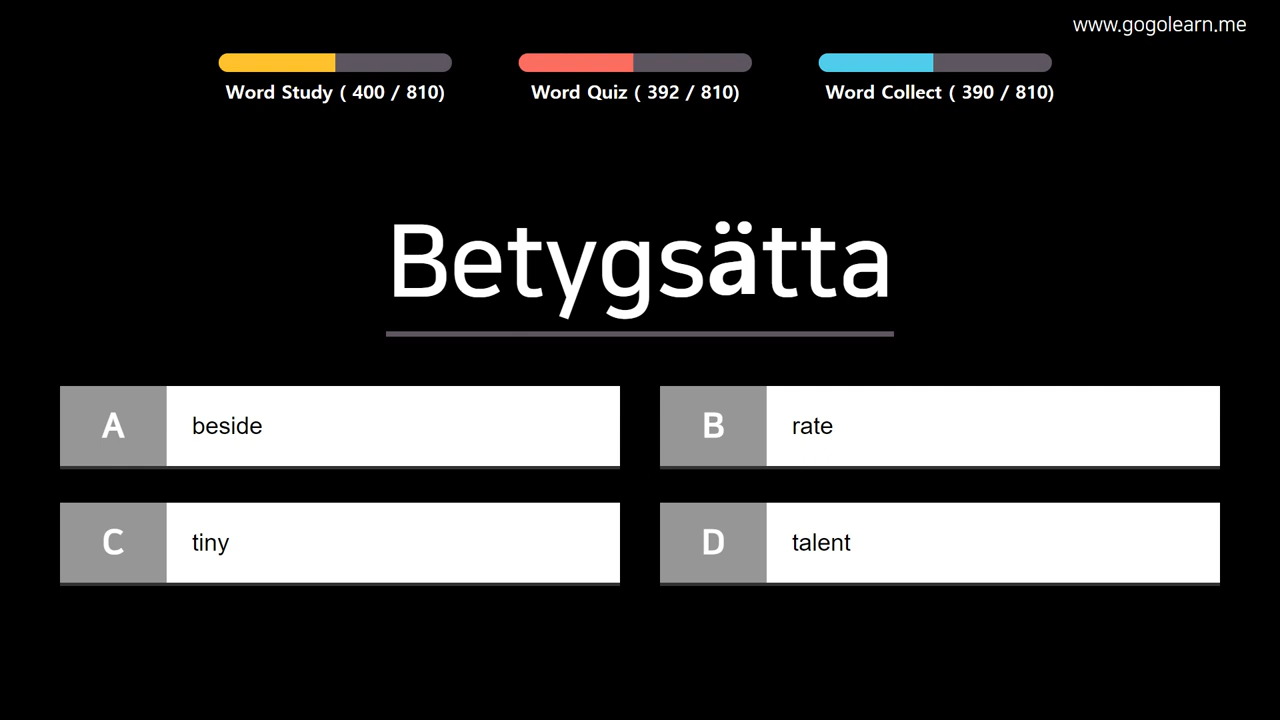 www.gogolearn.me
Word Study ( 400 / 810)
Word Quiz ( 392 / 810)
Word Collect ( 390 / 810)
Betygsätta
A beside
B rate
C tiny
D talent